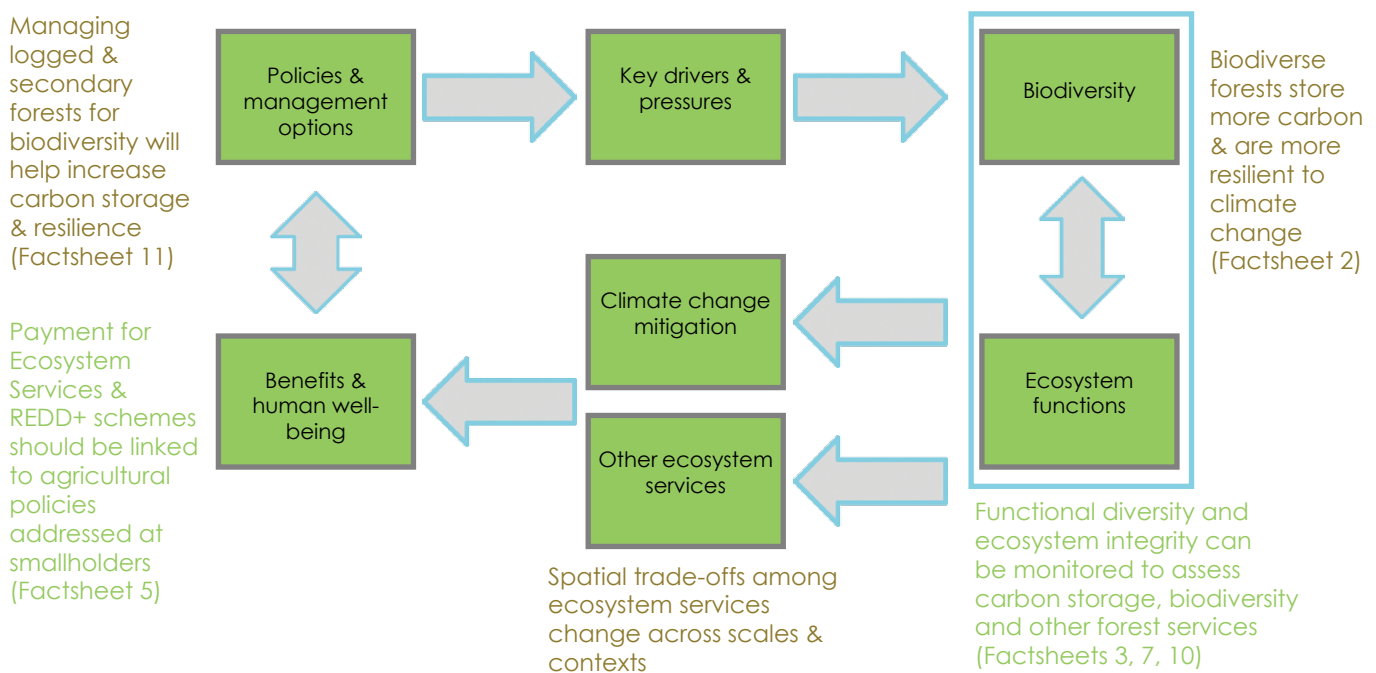 Managing
logged &
secondary
forests for
biodiversity will
help increase
carbon storage
& resilience
(Factsheet 11)
Policies &
management
options
Key drivers &
pressures
Biodiversity
Biodiverse
forests store
more carbon
& are more
resilient to
climate
change
(Factsheet 2)
Payment for
Ecosystem
Services &
REDD+ schemes
should be linked
to agricultural
policies
addressed at
smallholders
(Factsheet 5)
Benefits &
human well-
being
Climate change
mitigation
Other ecosystem
services
Ecosystem
functions
Spatial trade-offs among
ecosystem services
change across scales &
contexts
Functional diversity and
ecosystem integrity can
be monitored to assess
carbon storage, biodiversity
and other forest services
(Factsheets 3, 7, 10)